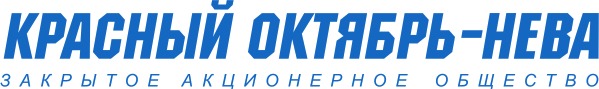 КРАСНЫЙ ОКТЯБРЬ-НЕВА
ЗАКРЫТОЕ АКЦИОНЕРНОЕ ОБЩЕСТВО